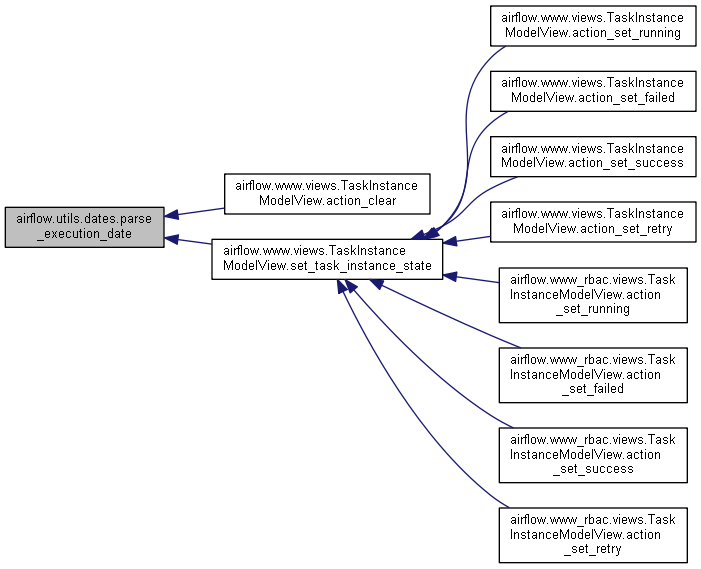 airflow.utils.dates.parse
_execution_date
airflow.www.views.TaskInstance
ModelView.action_clear
airflow.www.views.TaskInstance
ModelView.set_task_instance_state
airflow.www.views.TaskInstance
ModelView.action_set_running
airflow.www.views.TaskInstance
ModelView.action_set_failed
airflow.www.views.TaskInstance
ModelView.action_set_success
airflow.www.views.TaskInstance
ModelView.action_set_retry
airflow.www_rbac.views.Task
InstanceModelView.action
_set_running
airflow.www_rbac.views.Task
InstanceModelView.action
_set_failed
airflow.www_rbac.views.Task
InstanceModelView.action
_set_success
airflow.www_rbac.views.Task
InstanceModelView.action
_set_retry